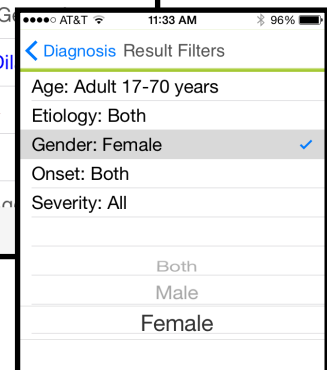 AT&T 11:33 AM 96%
Diagnosis Result Filters
Age: Adult 17-70 years
Etiology: Both
Gender: Female
Onset: Both
Severity: All
Both
Male
Female